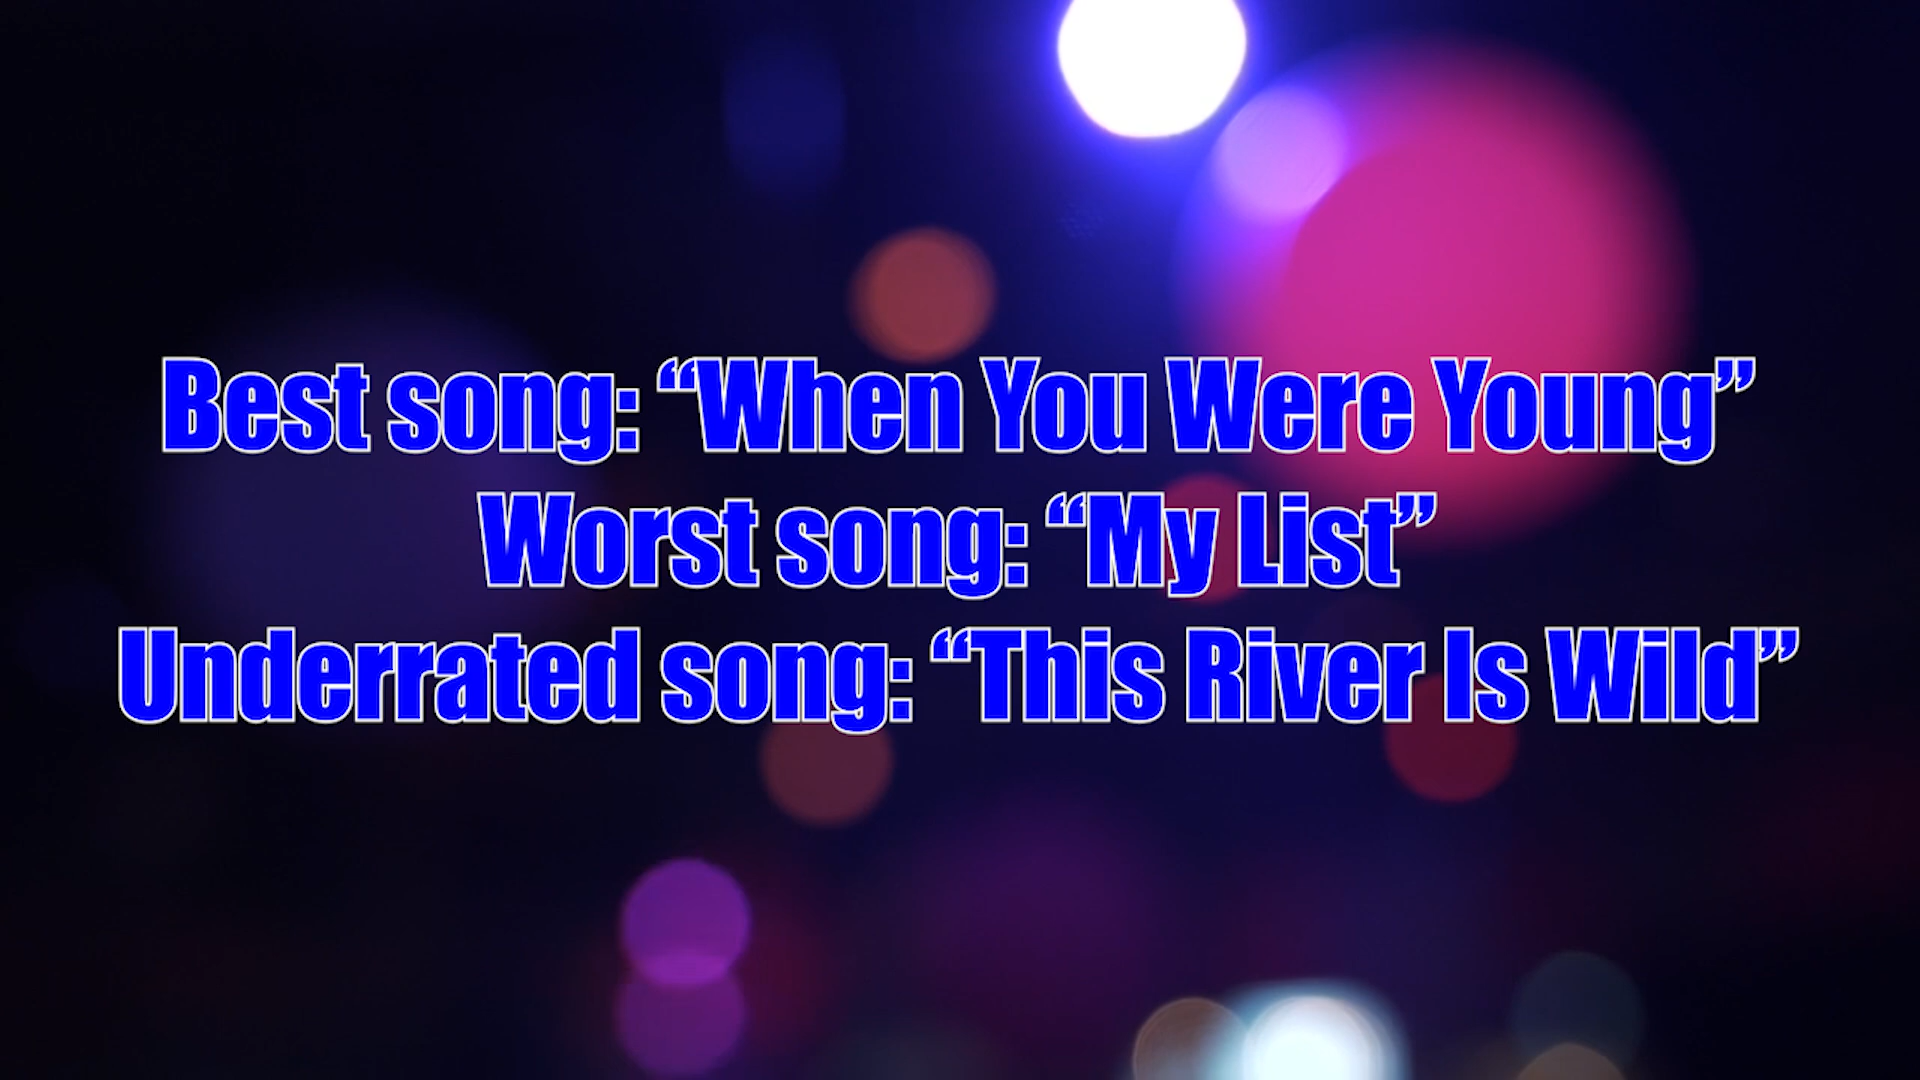 Best song: “When You Were Young”
Worst song: “My List”
Underrated song: “This River Is Wild”